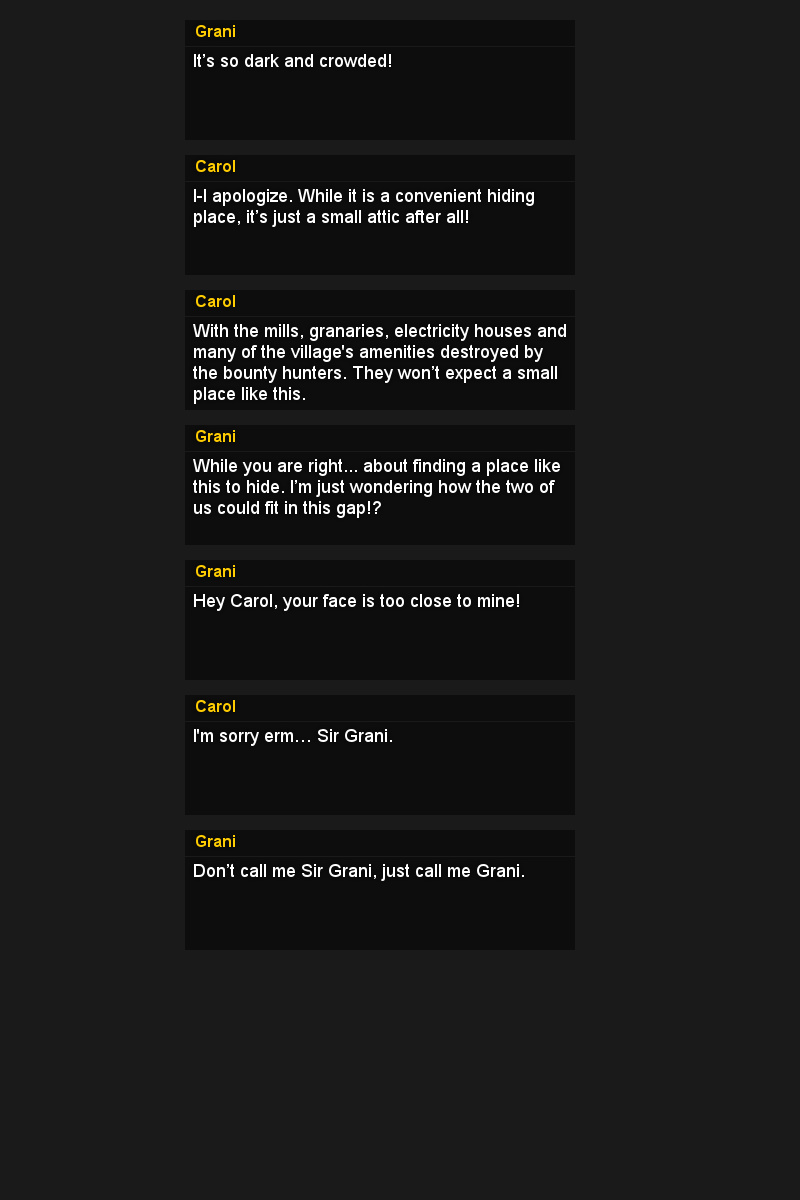 Grani
It’s so dark and crowded!
Carol
I-I apologize. While it is a convenient hiding
place, it’s just a small attic after all!
Carol
With the mills, granaries, electricity houses and
many of the village's amenities destroyed by
the bounty hunters. They won’t expect a small
place like this.
Grani
While you are right... about finding a place like
this to hide. I’m just wondering how the two of
us could fit in this gap!?
Grani
Hey Carol, your face is too close to mine!
Carol
I'm sorry erm… Sir Grani.
Grani
Don’t call me Sir Grani, just call me Grani.